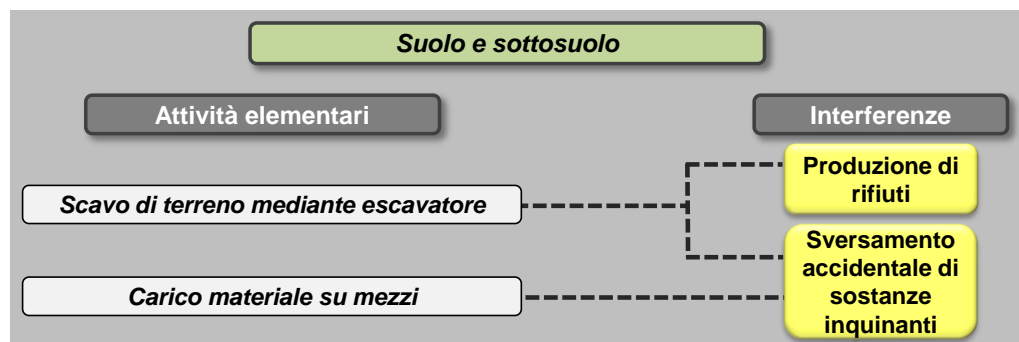 Suolo e sottosuolo
Attività elementari
Interferenze
Produzione di
rifiuti
Scavo di terreno mediante escavatore
Sversamento
accidentale di
sostanze
inquinanti
Carico materiale su mezzi